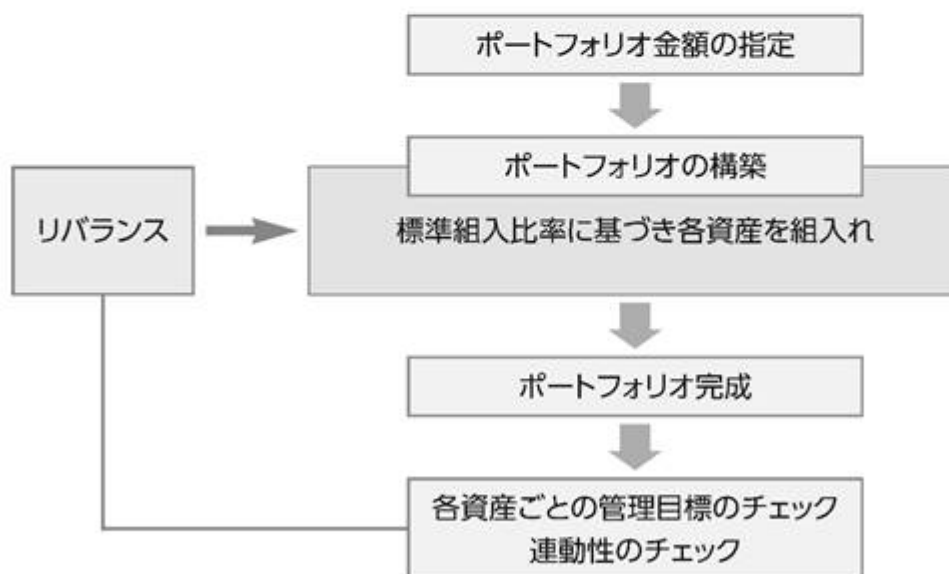 ポートフォリオ金額の指定
ポートフォリオの構築
リバランス
標準組入比率に基づき各資産を組入れ
ポートフォリオ完成
各資産ごとの管理目標のチェック
連動性のチェック